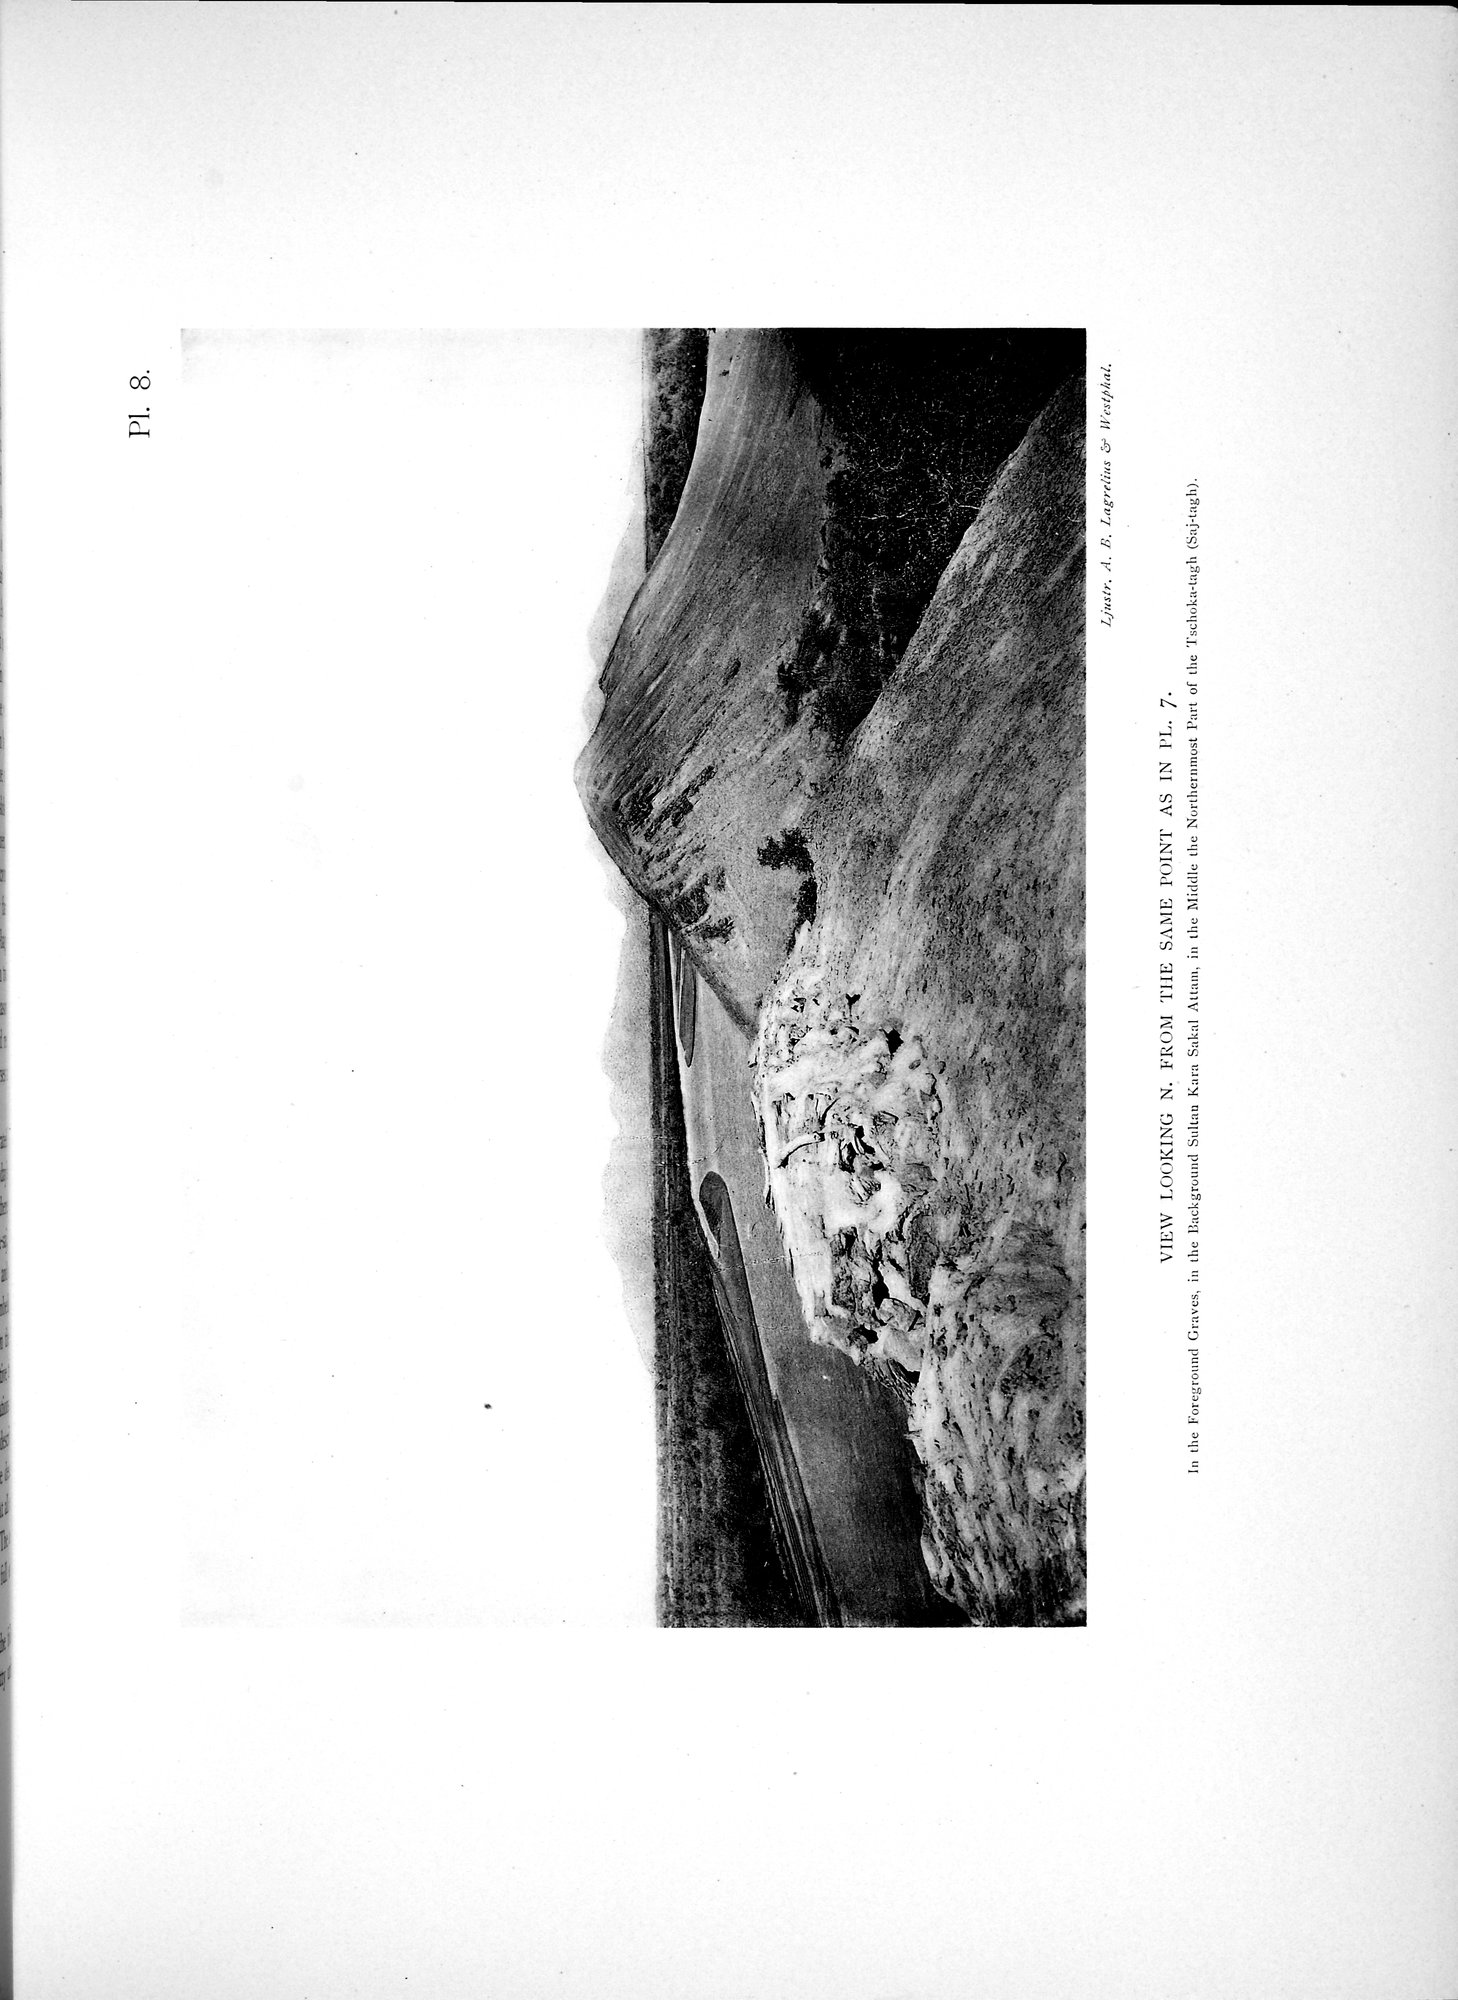 Pl. 8.
Ljustr. A. B. Lagrelius & Westphal.
VIEW LOOKING N. FROM THE SAME POINT AS IN PL. 7.
In the Foreground Graves, in the Background Sultan Kara Sakal Attam, in the Middle the Northernmost Part of the Tschoka-tagh (Saj-tagh).